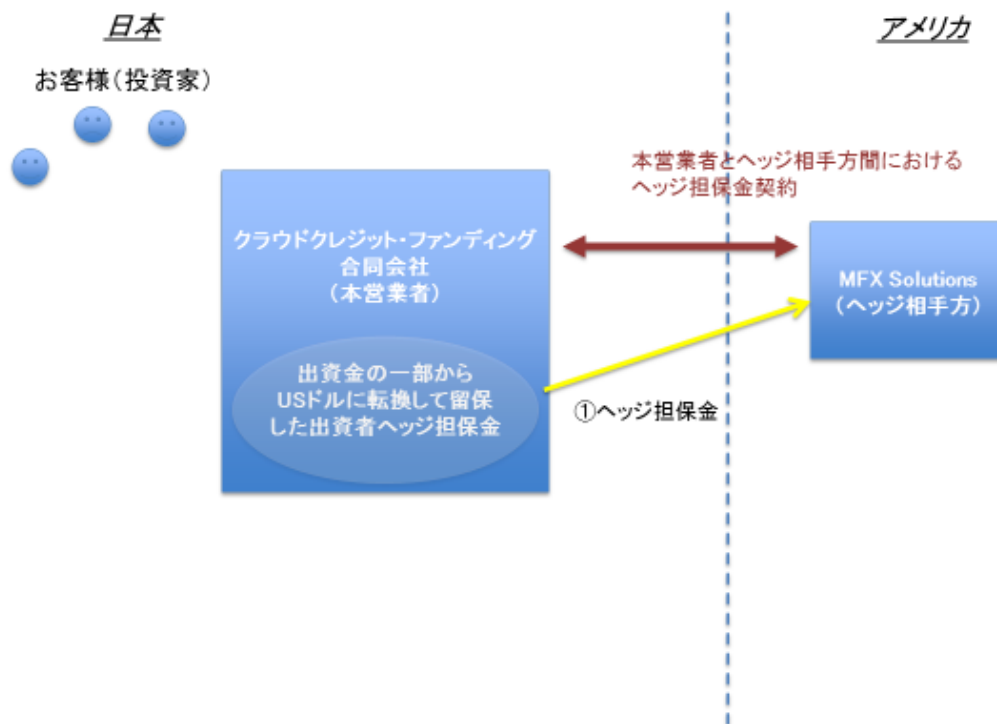 日本
アメリカ
お客様（投資家）
本営業者とヘッジ相手方間における
ヘッジ担保金契約
クラウドクレジット・ファンディング
合同会社
（本営業者）
MFX Solutions
（ヘッジ相手方）
出資金の一部から
USドルに転換して留保
した出資者ヘッジ担保金
①ヘッジ担保金